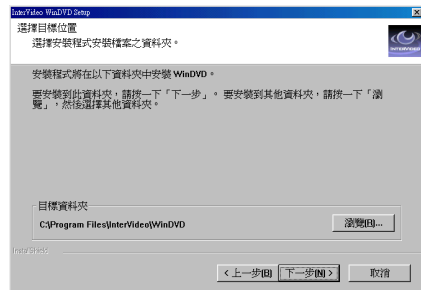 InterVideo WinDVD Setup
選擇目標位置
選擇安裝程式安裝檔案之資料夾。
INTERVIDEO
安裝程式將在以下資料夾中安裝 WinDVD。
要安裝到此資料夾,請按一下「下一步」。 要安裝到其他資料夾,請按一下「瀏
覽」,然後選擇其他資料夾。
目標資料夾
C:\Program Files\InterVideo\WinDVD
瀏覽(R)...
InstallShield
< 上一步(B)
下一步(N) >
取消